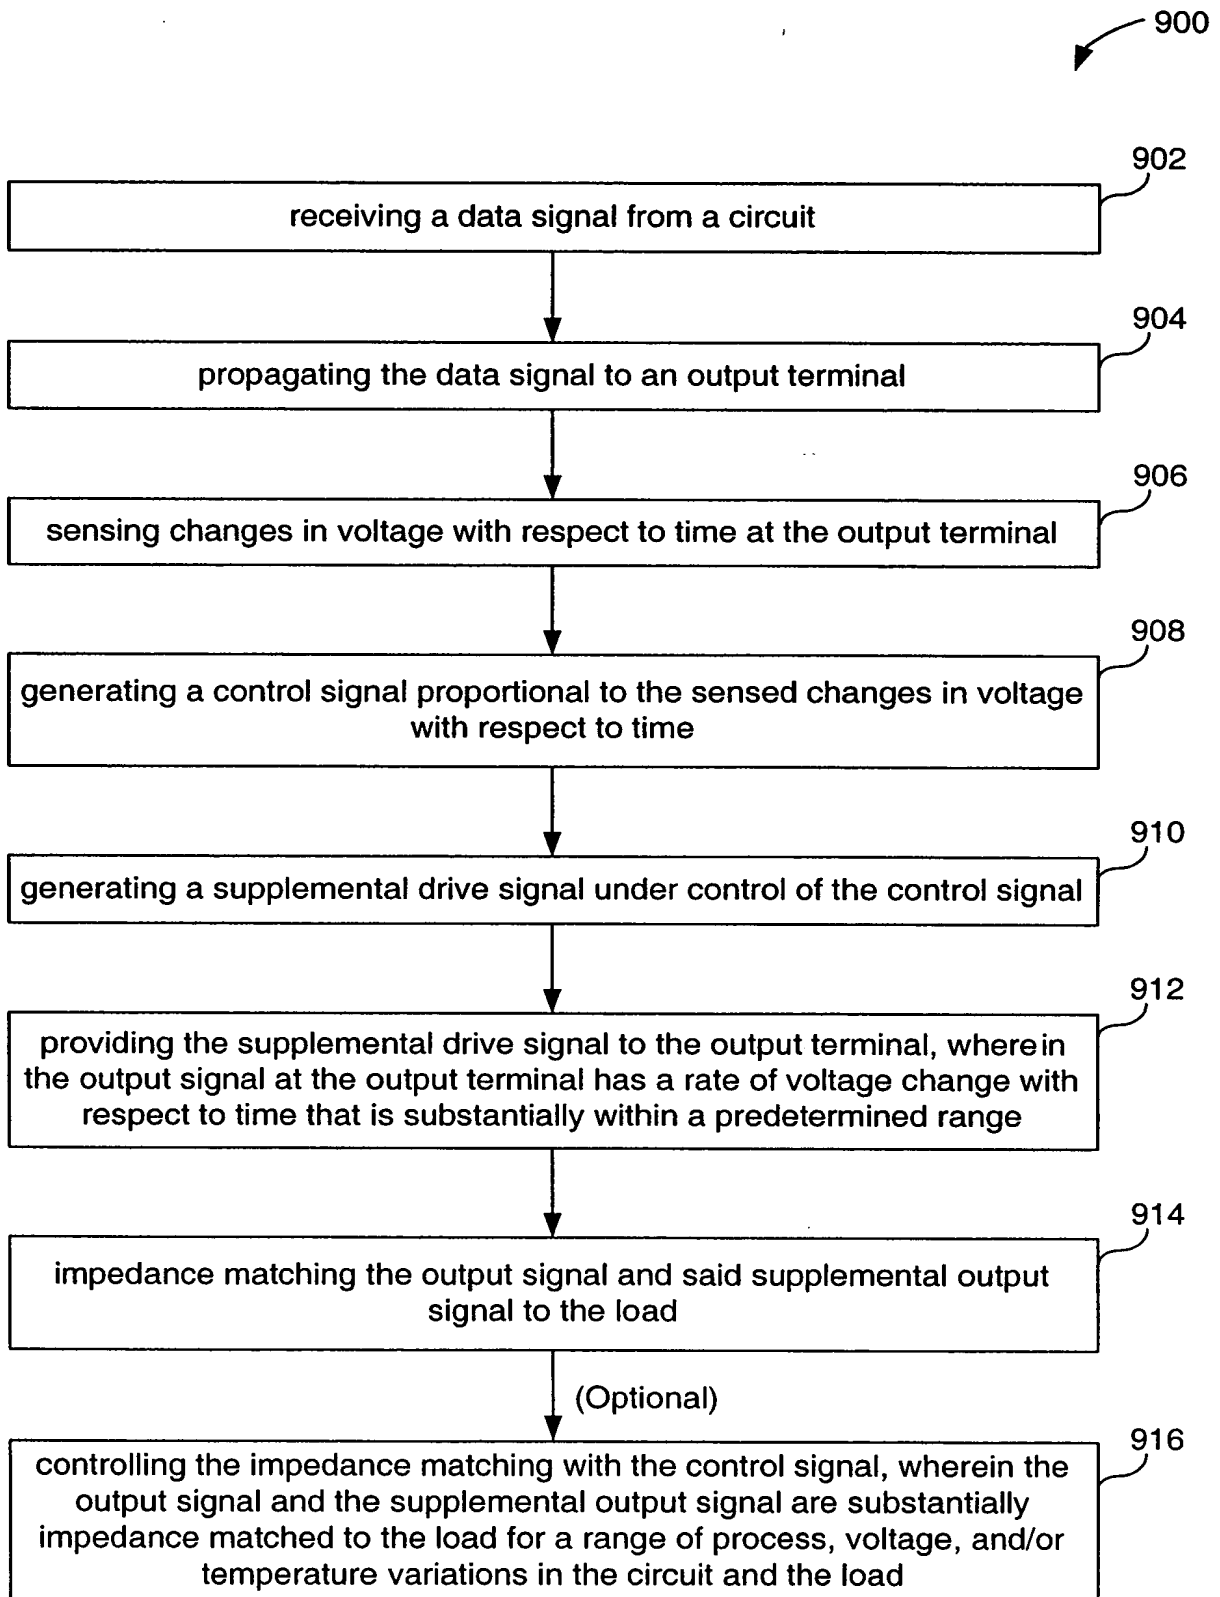 900
902
receiving a data signal from a circuit
904
propagating the data signal to an output terminal
906
sensing changes in voltage with respect to time at the output terminal
908
generating a control signal proportional to the sensed changes in voltage
with respect to time
910
generating a supplemental drive signal under control of the control signal
912
providing the supplemental drive signal to the output terminal, wherein
the output signal at the output terminal has a rate of voltage change with
respect to time that is substantially within a predetermined range
914
impedance matching the output signal and said supplemental output
signal to the load
(Optional)
916
controlling the impedance matching with the control signal, wherein the
output signal and the supplemental output signal are substantially
impedance matched to the load for a range of process, voltage, and/or
temperature variations in the circuit and the load